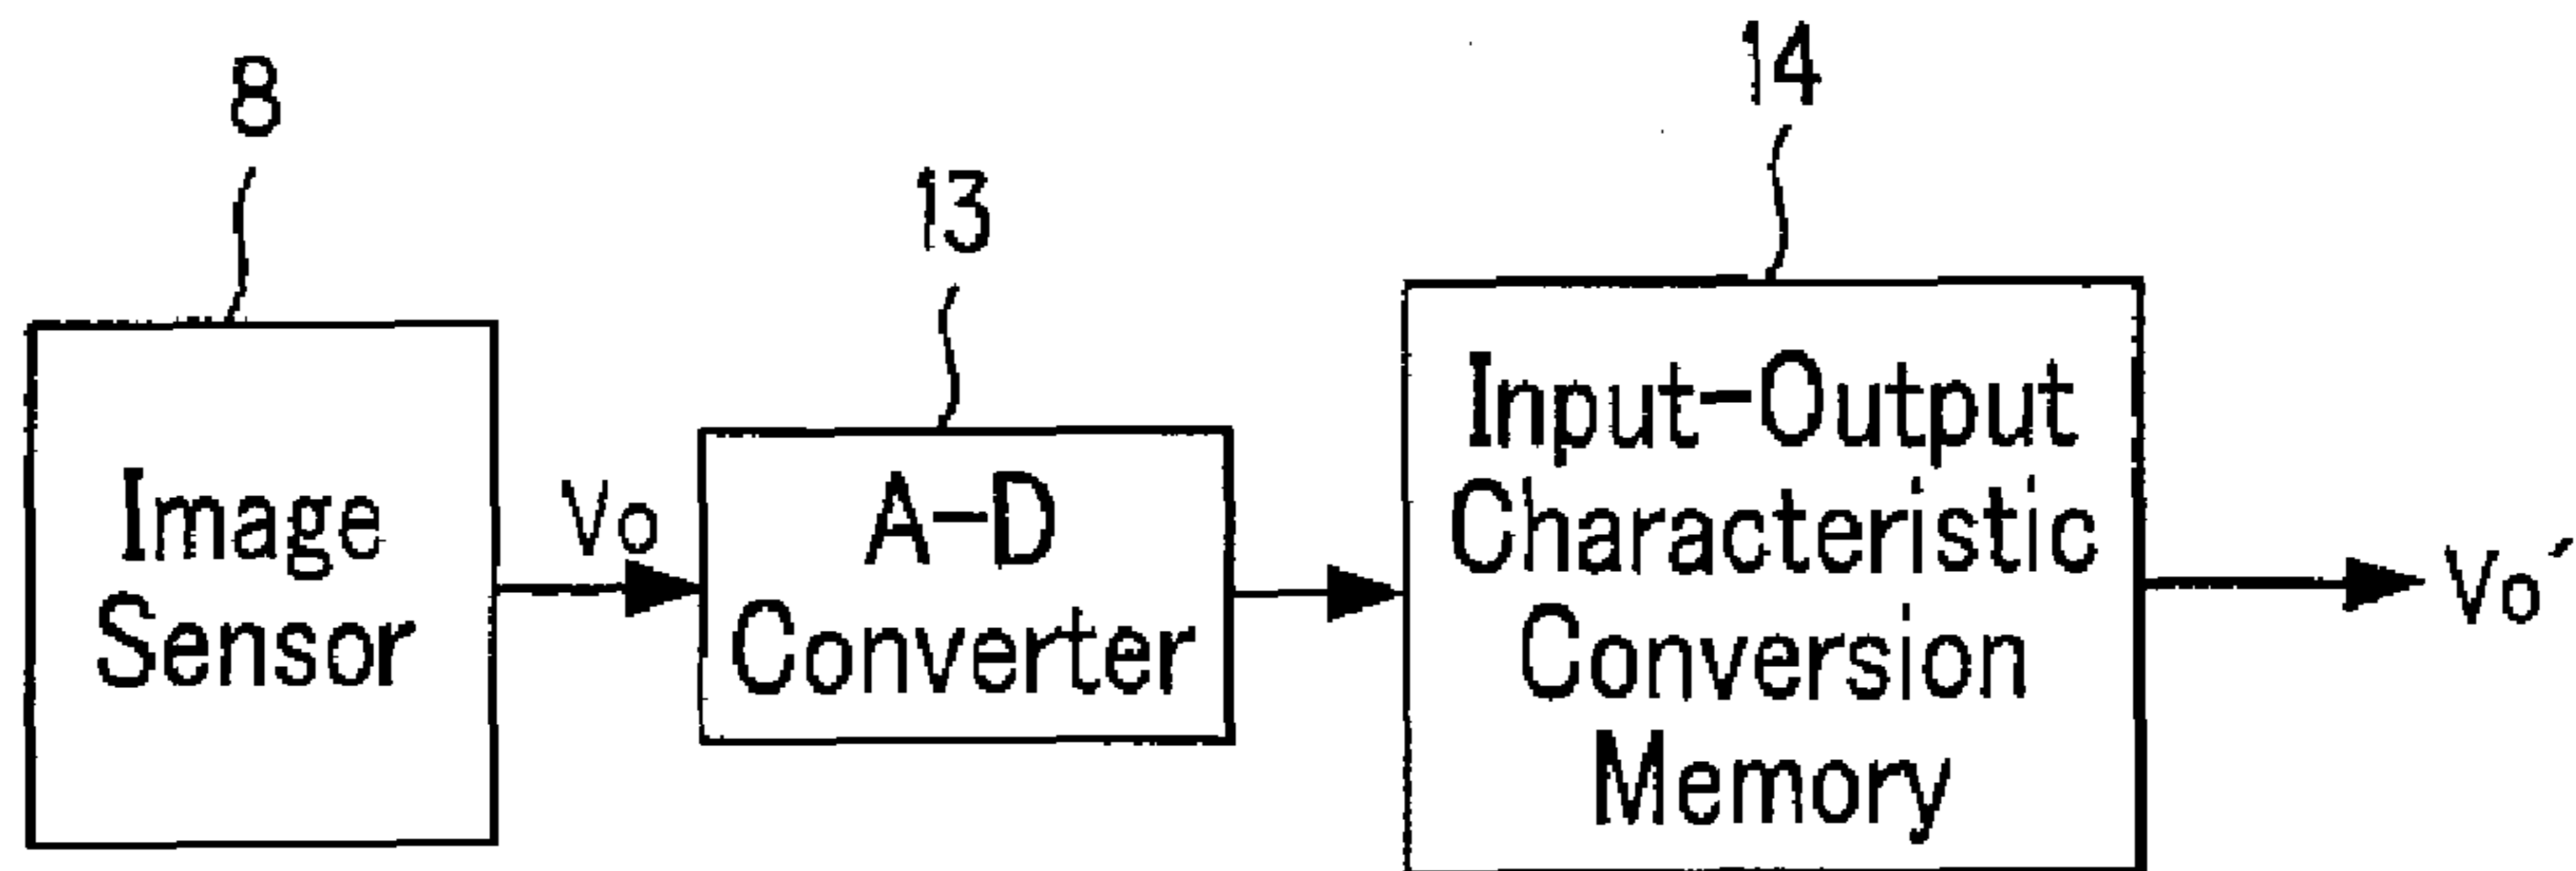 8
13
14
Image
Sensor
Vo
A-D
Converter
Input-Output
Characteristic
Conversion
Memory
Vo´